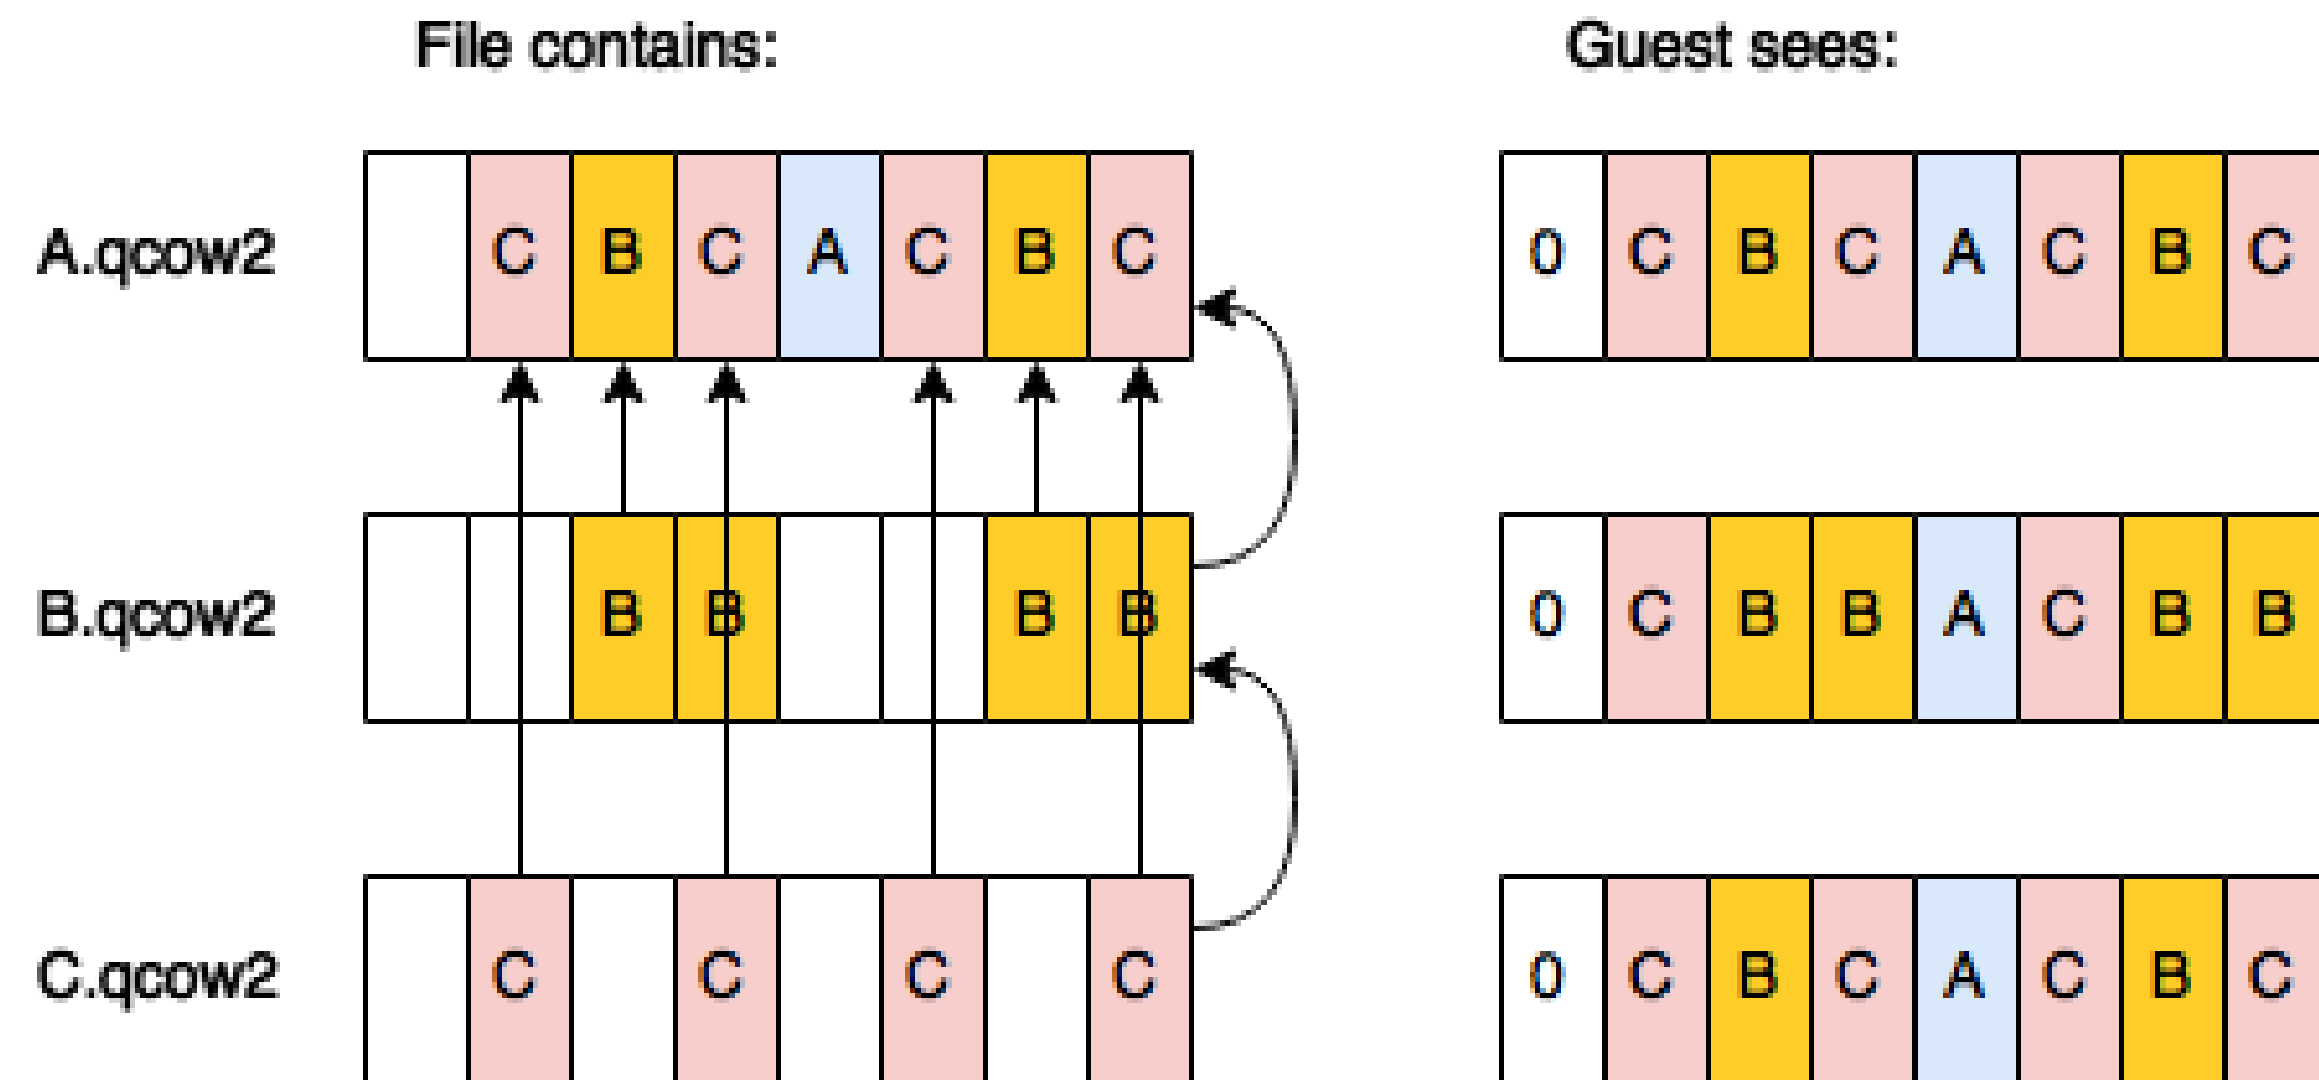 File contains: Guest sees:
A.qcow2 C B C A C B C 0 C B C A C B C
B.qcow2 B B B B 0 C B B A C B B
C.qcow2 C C C C 0 C B C A C B C